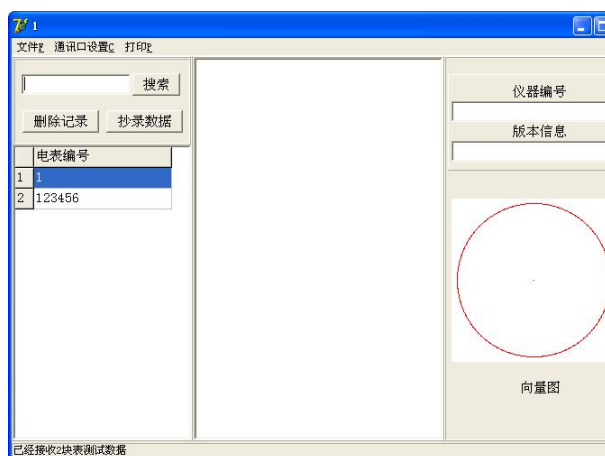 1
文件F 通讯口设置C 打印P
搜索
删除记录 抄录数据
电表编号
1 1
2 123456
仪器编号
版本信息
向量图
已经接收2块表测试数据